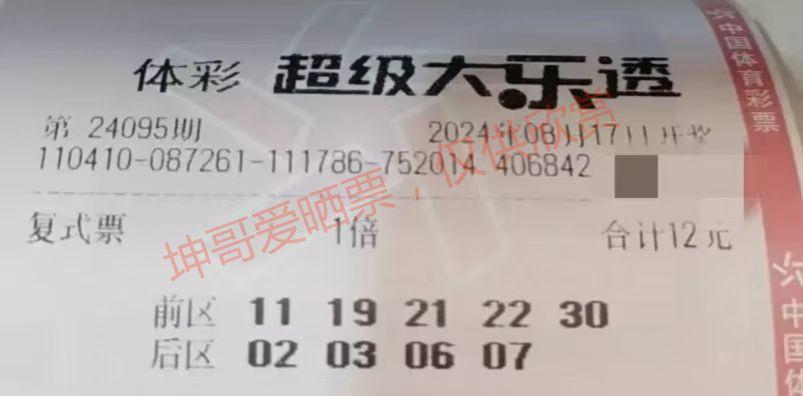 体彩 超级大乐透
第 24095期 2024年08月17日开奖
110410-087261-111786-752014 406842
复式票 1倍 合计12元
前区 11 19 21 22 30
后区 02 03 06 07
坤哥爱晒票，仅供欣赏
中国体育彩票
中国体